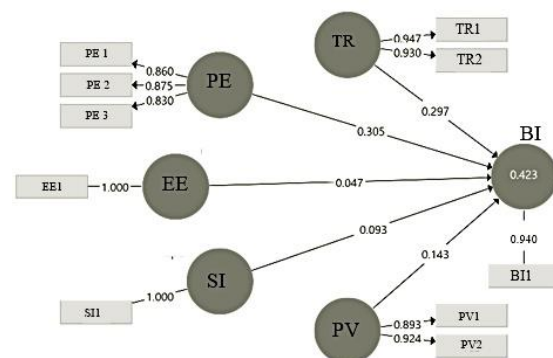 TR
0.947
0.930
TR1
TR2
PE 1
PE 2
PE 3
0.860
0.875
0.830
PE
0.297
0.305
BI
0.423
EE1
1.000
EE
0.047
0.093
0.940
BI1
SI1
1.000
SI
0.143
PV
0.893
0.924
PV1
PV2